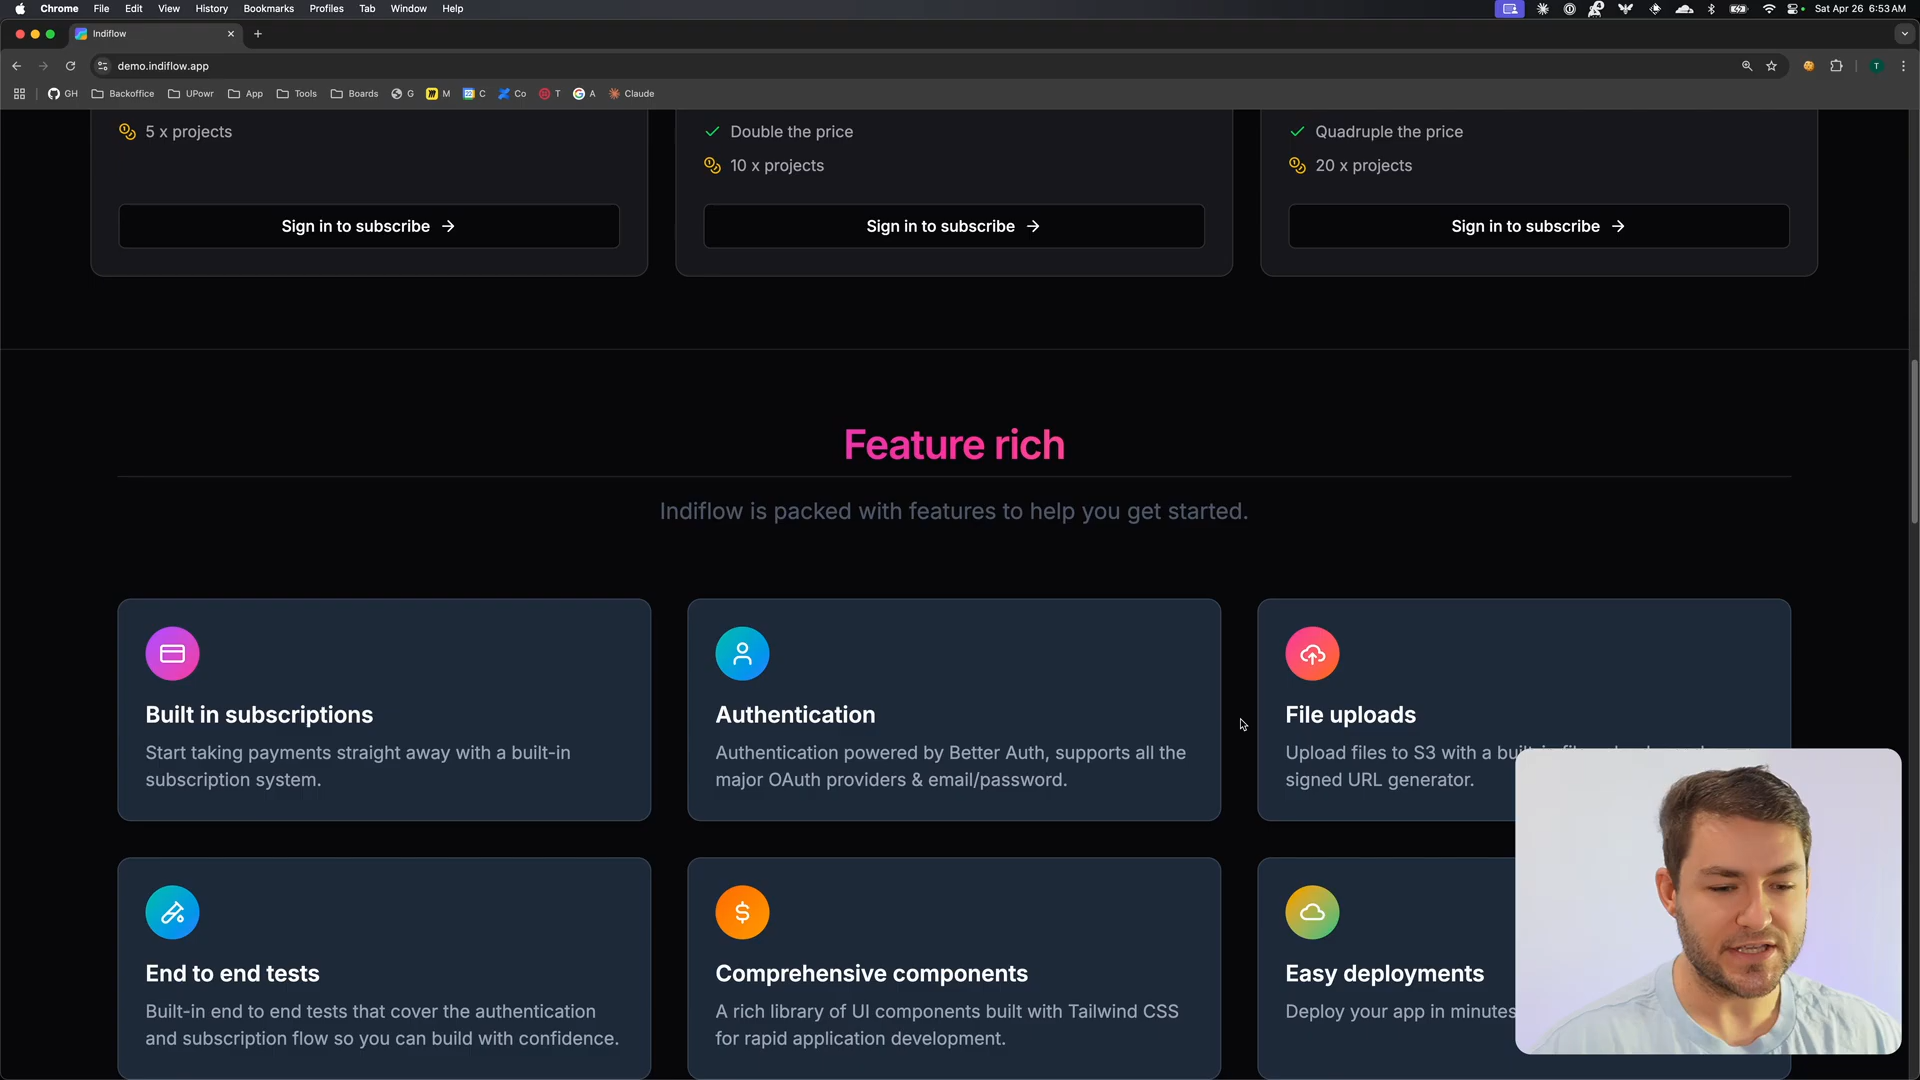 Chrome File Edit View History Bookmarks Profiles Tab Window Help
4
Sat Apr 26 6:53 AM
Indiflow
demo.indiflow.app
T
GH Backoffice UPowr App Tools Boards G M C Co T A Claude
5 x projects
Double the price
10 x projects
Quadruple the price
20 x projects
Sign in to subscribe →
Sign in to subscribe →
Sign in to subscribe →
Feature rich
Indiflow is packed with features to help you get started.
Built in subscriptions
Start taking payments straight away with a built-in
subscription system.
Authentication
Authentication powered by Better Auth, supports all the
major OAuth providers & email/password.
File uploads
Upload files to S3 with a
signed URL generator.
End to end tests
Built-in end to end tests that cover the authentication
and subscription flow so you can build with confidence.
Comprehensive components
A rich library of UI components built with Tailwind CSS
for rapid application development.
Easy deployments
Deploy your app in minutes